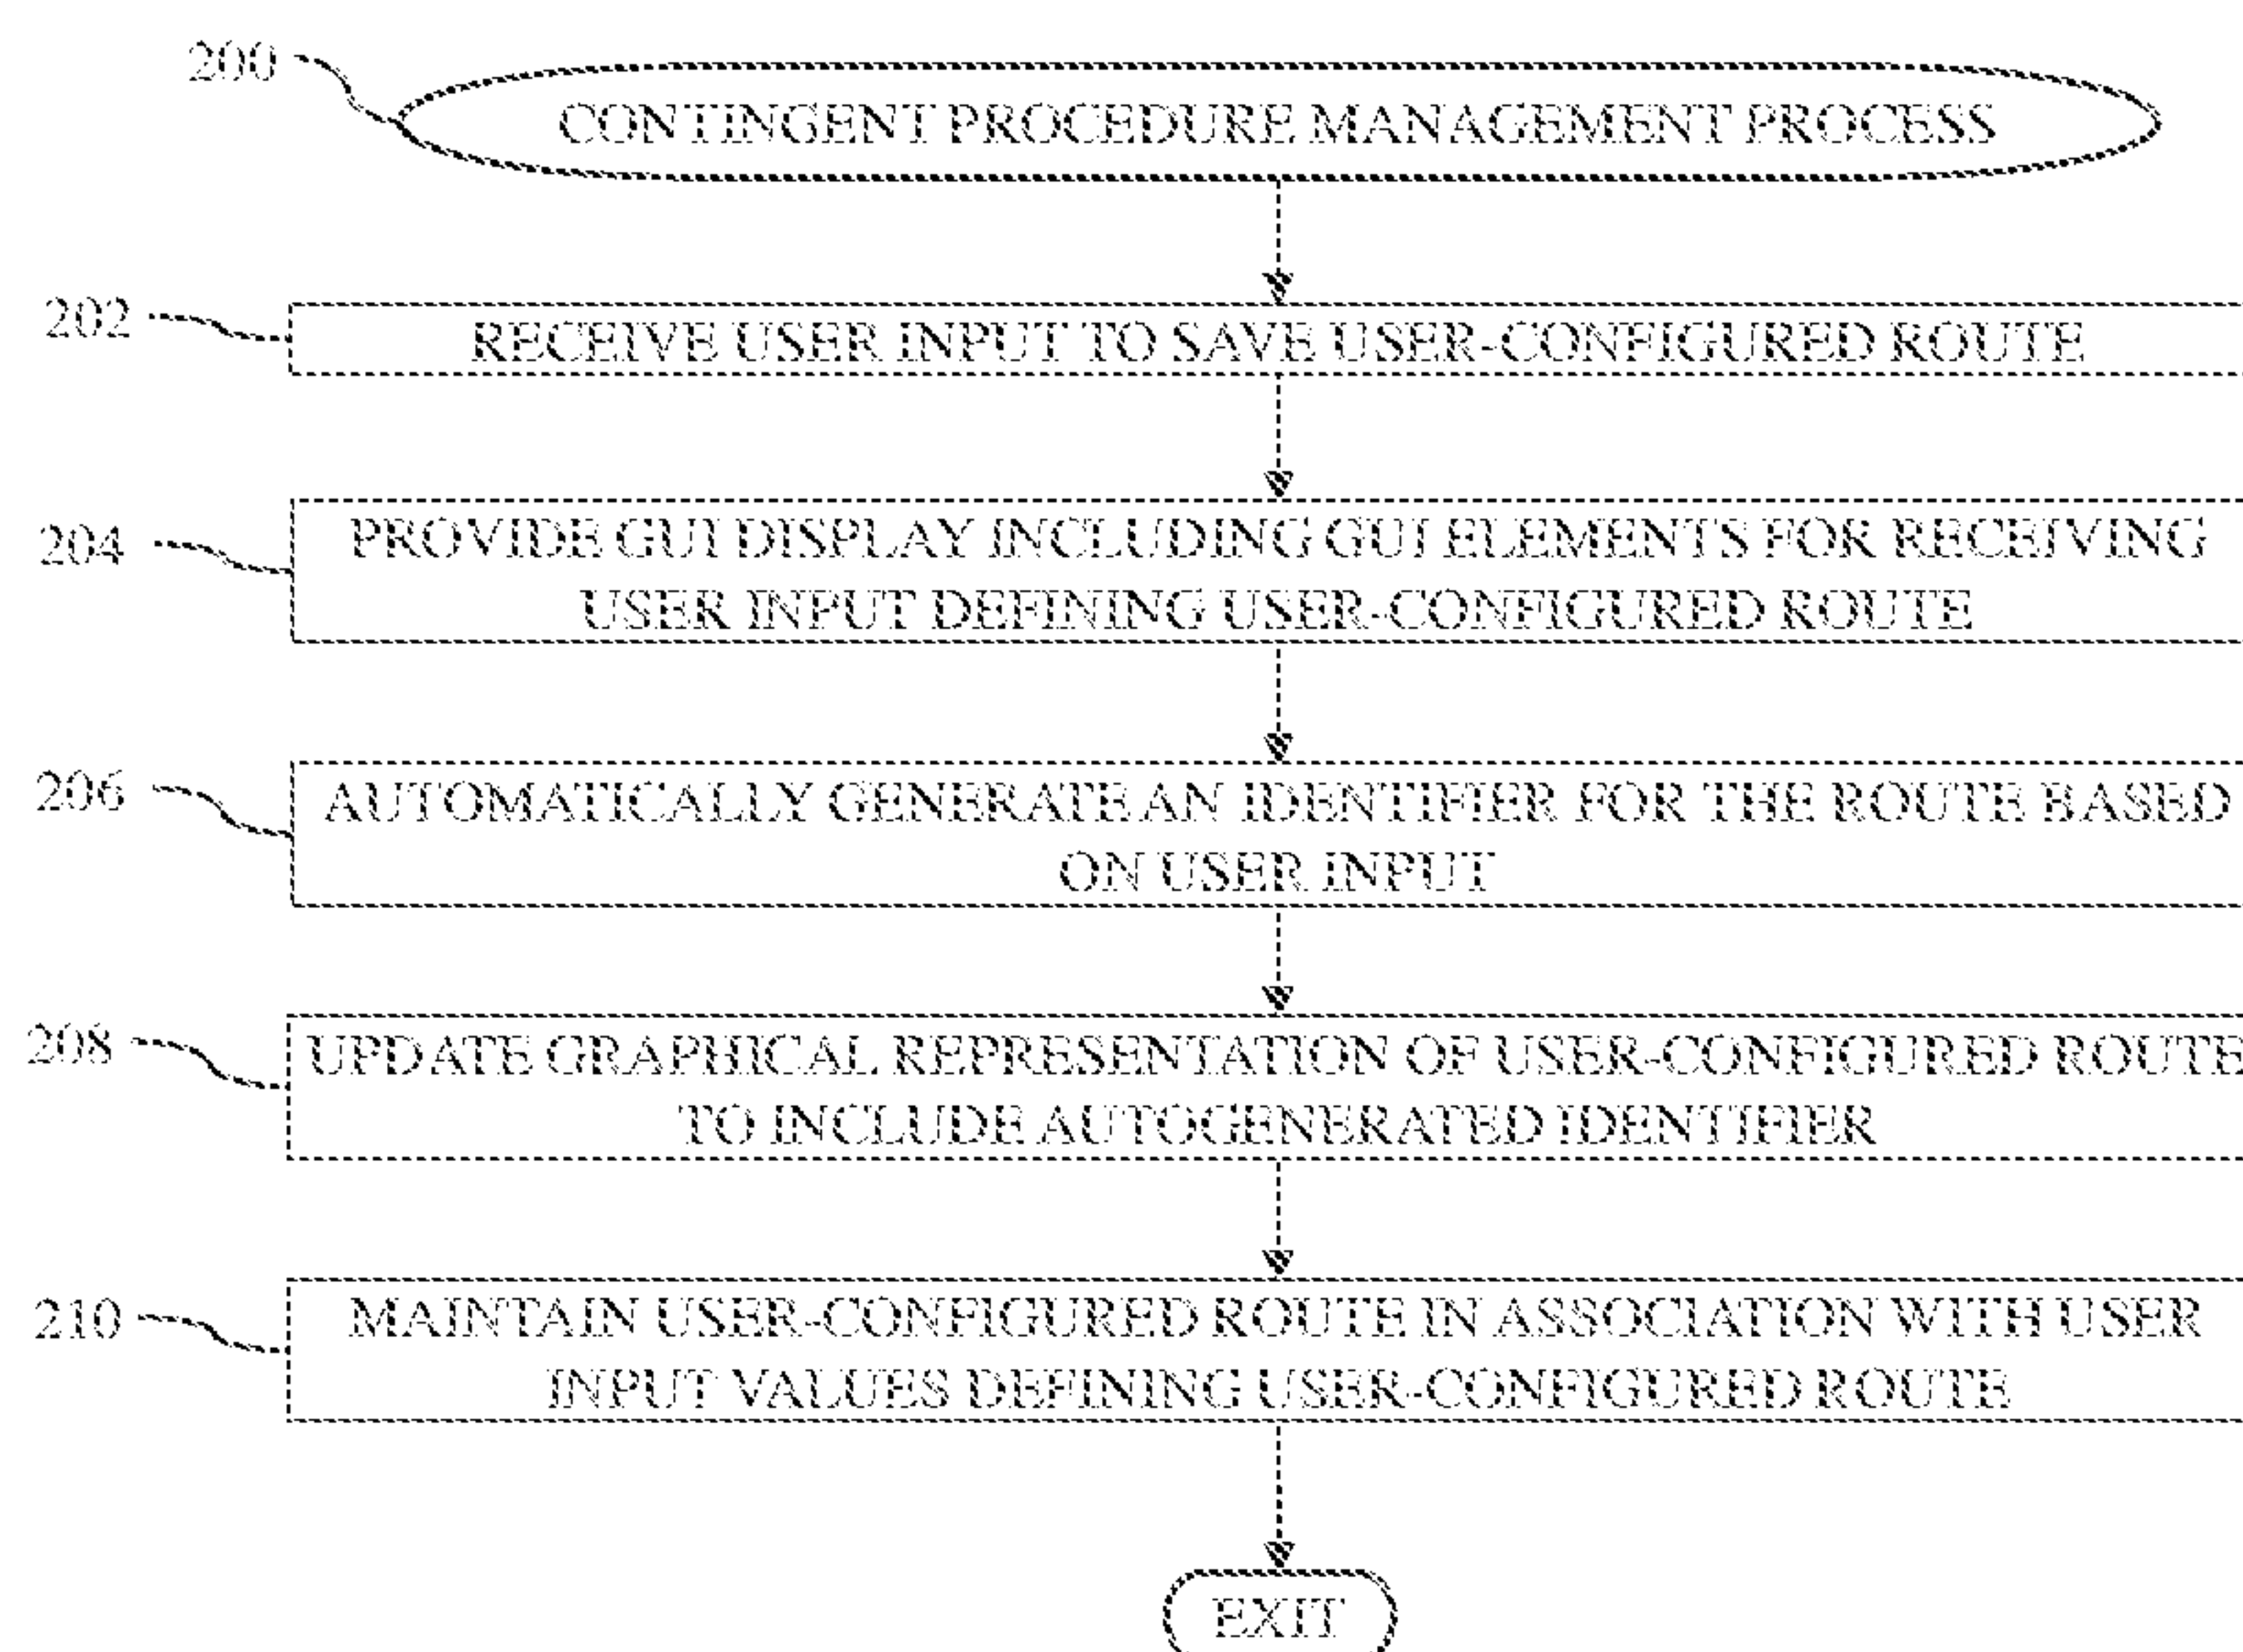 200
CONTINGENT PROCEDURE MANAGEMENT PROCESS
202
RECEIVE USER INPUT TO SAVE USER-CONFIGURED ROUTE
204
PROVIDE GUI DISPLAY INCLUDING GUI ELEMENTS FOR RECEIVING
USER INPUT DEFINING USER-CONFIGURED ROUTE
206
AUTOMATICALLY GENERATE AN IDENTIFIER FOR THE ROUTE BASED
ON USER INPUT
208
UPDATE GRAPHICAL REPRESENTATION OF USER-CONFIGURED ROUTE
TO INCLUDE AUTOGENERATED IDENTIFIER
210
MAINTAIN USER-CONFIGURED ROUTE IN ASSOCIATION WITH USER
INPUT VALUES DEFINING USER-CONFIGURED ROUTE
EXIT